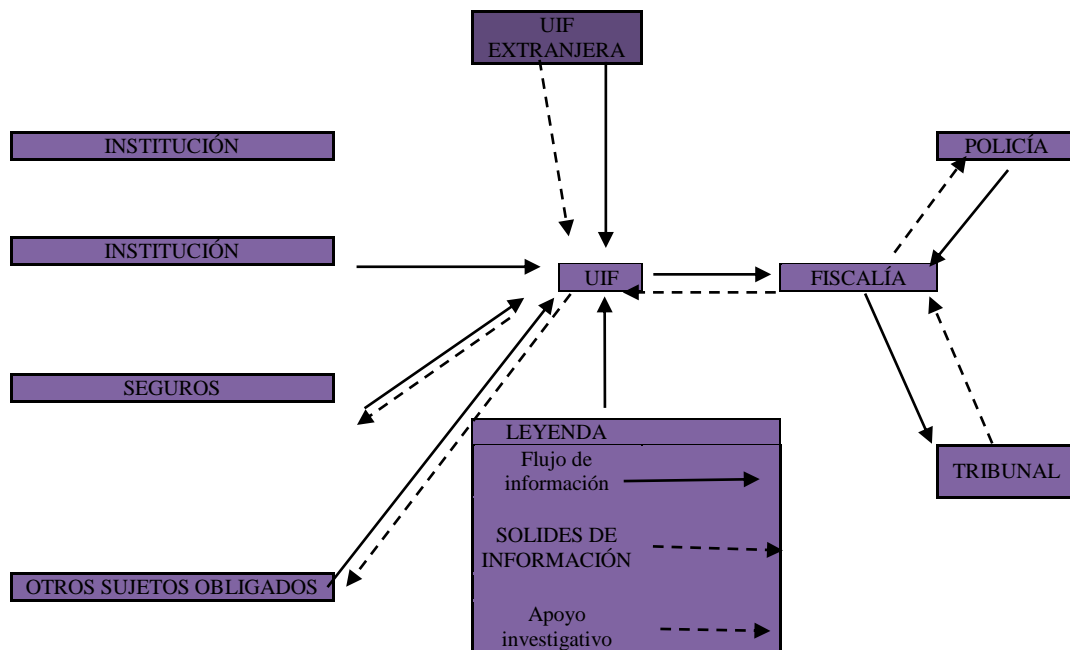 UIF
EXTRANJERA
INSTITUCIÓN
POLICÍA
INSTITUCIÓN
UIF
FISCALÍA
SEGUROS
LEYENDA
Flujo de
información
TRIBUNAL
SOLIDES DE
INFORMACIÓN
OTROS SUJETOS OBLIGADOS
Apoyo
investigativo